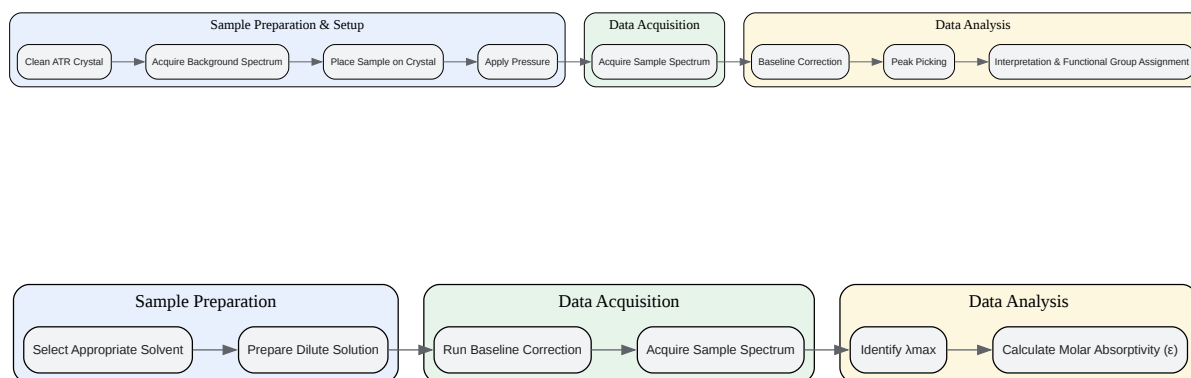 Sample Preparation & Setup
Data Acquisition
Data Analysis
Clean ATR Crystal
Acquire Background Spectrum
Place Sample on Crystal
Apply Pressure
Acquire Sample Spectrum
Baseline Correction
Peak Picking
Interpretation & Functional Group Assignment
Sample Preparation
Data Acquisition
Data Analysis
Select Appropriate Solvent
Prepare Dilute Solution
Run Baseline Correction
Acquire Sample Spectrum
Identify λmax
Calculate Molar Absorptivity (ε)